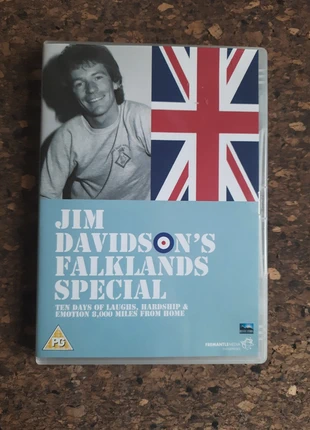 JIM
DAVIDSON'S
FALKLANDS
SPECIAL
TEN DAYS OF LAUGHS, HARDSHIP &
EMOTION 8,000 MILES FROM HOME
PG